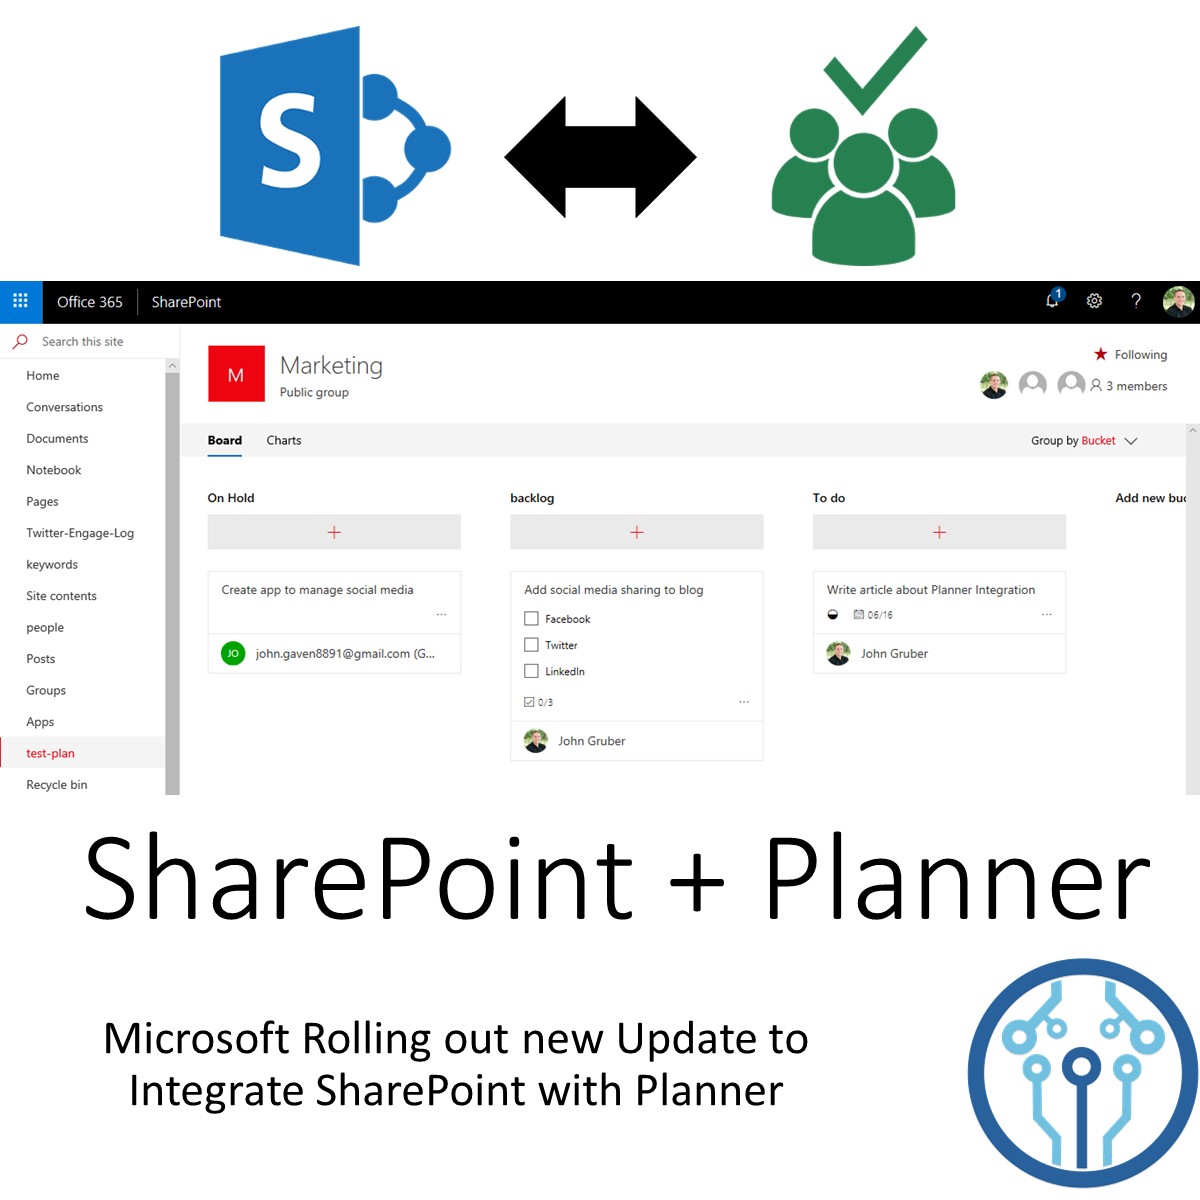 S
Office 365
SharePoint
1
?
Search this site
Home
Conversations
Documents
Notebook
Pages
Twitter-Engage-Log
keywords
Site contents
people
Posts
Groups
Apps
test-plan
Recycle bin
M
Marketing
Public group
Following
3 members
Board
Charts
Group by Bucket
On Hold
+
Create app to manage social media
...
JO
john.gaven8891@gmail.com (G...
backlog
+
Add social media sharing to blog
Facebook
Twitter
LinkedIn
0/3
...
John Gruber
To do
+
Write article about Planner Integration
06/16
...
John Gruber
Add new buc
SharePoint + Planner
Microsoft Rolling out new Update to
Integrate SharePoint with Planner